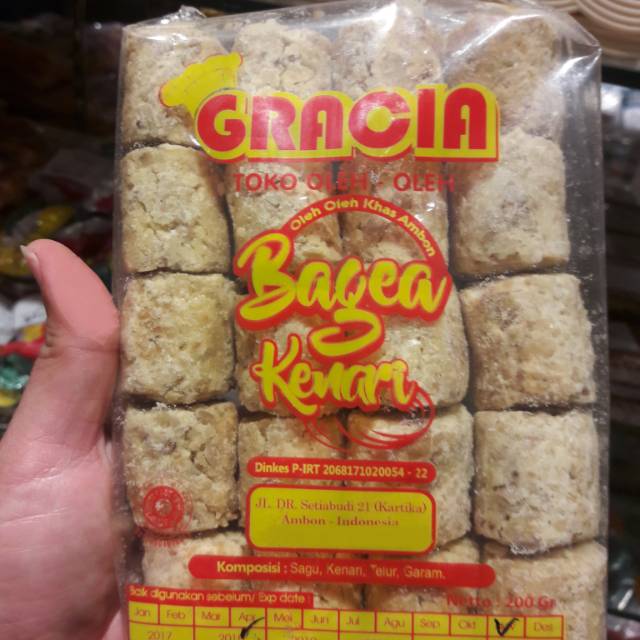 GRACIA
TOKO OLEH - OLEH
Oleh Oleh Khas Ambon
Bagea
Kenari
Dinkes P-IRT 2068171020054 - 22
JL. DR. Setiabudi 21 (Kartika)
Ambon - Indonesia
Komposisi : Sagu, Kenari, Telur, Garam.
Baik digunakan sebelum/ Exp date :
Netto : 200 Gr
Jan Feb Mar Apr Mei Jun Jul Agu Sep Okt Des
2017